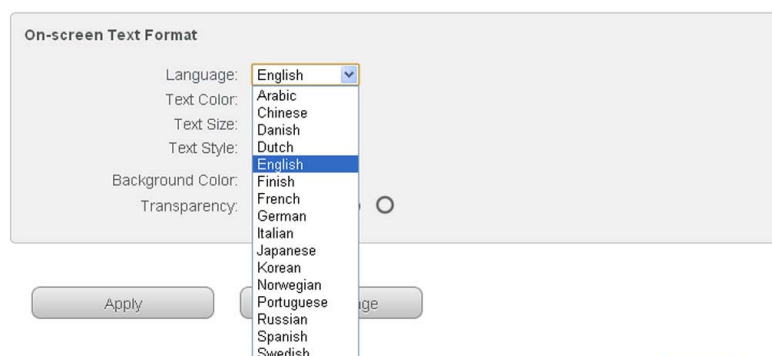 On-screen Text Format
Language: English
Text Color:
Text Size:
Text Style:
Background Color:
Transparency:
Arabic
Chinese
Danish
Dutch
English
Finish
French
German
Italian
Japanese
Korean
Norwegian
Portuguese
Russian
Spanish
Swedish
Apply